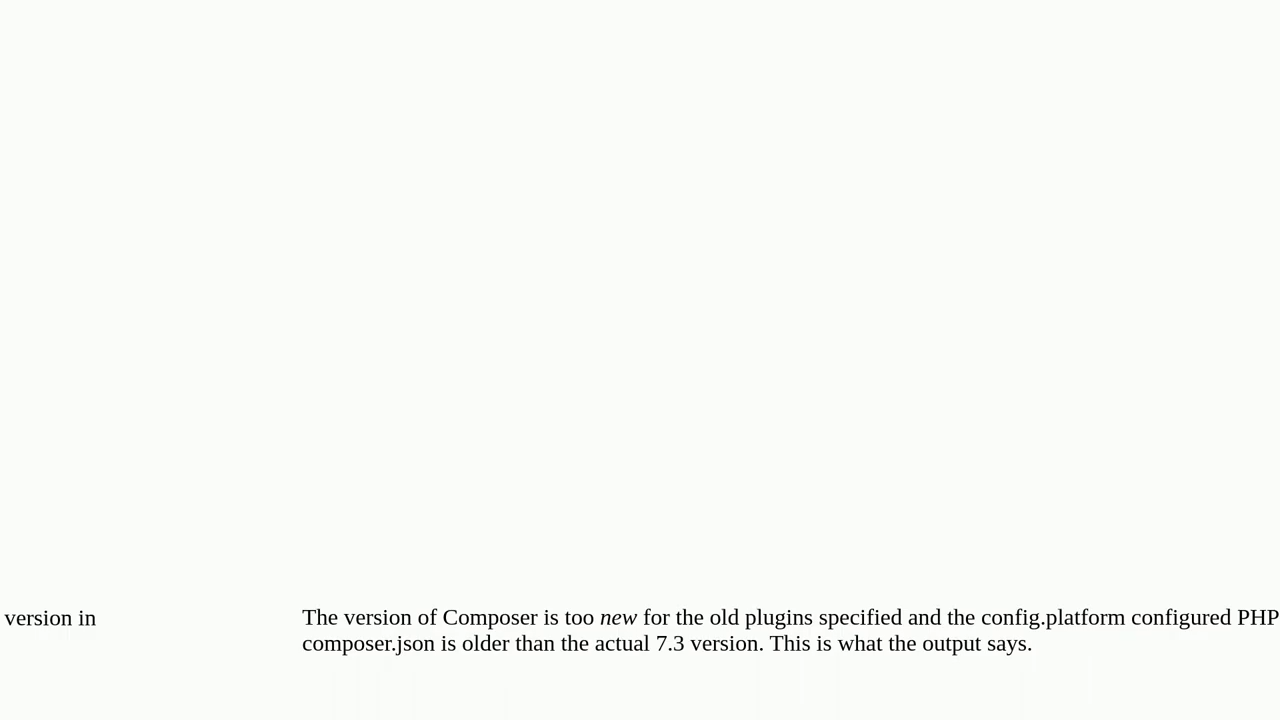 The version of Composer is too new for the old plugins specified and the config.platform configured PHP
version in
composer.json is older than the actual 7.3 version. This is what the output says.